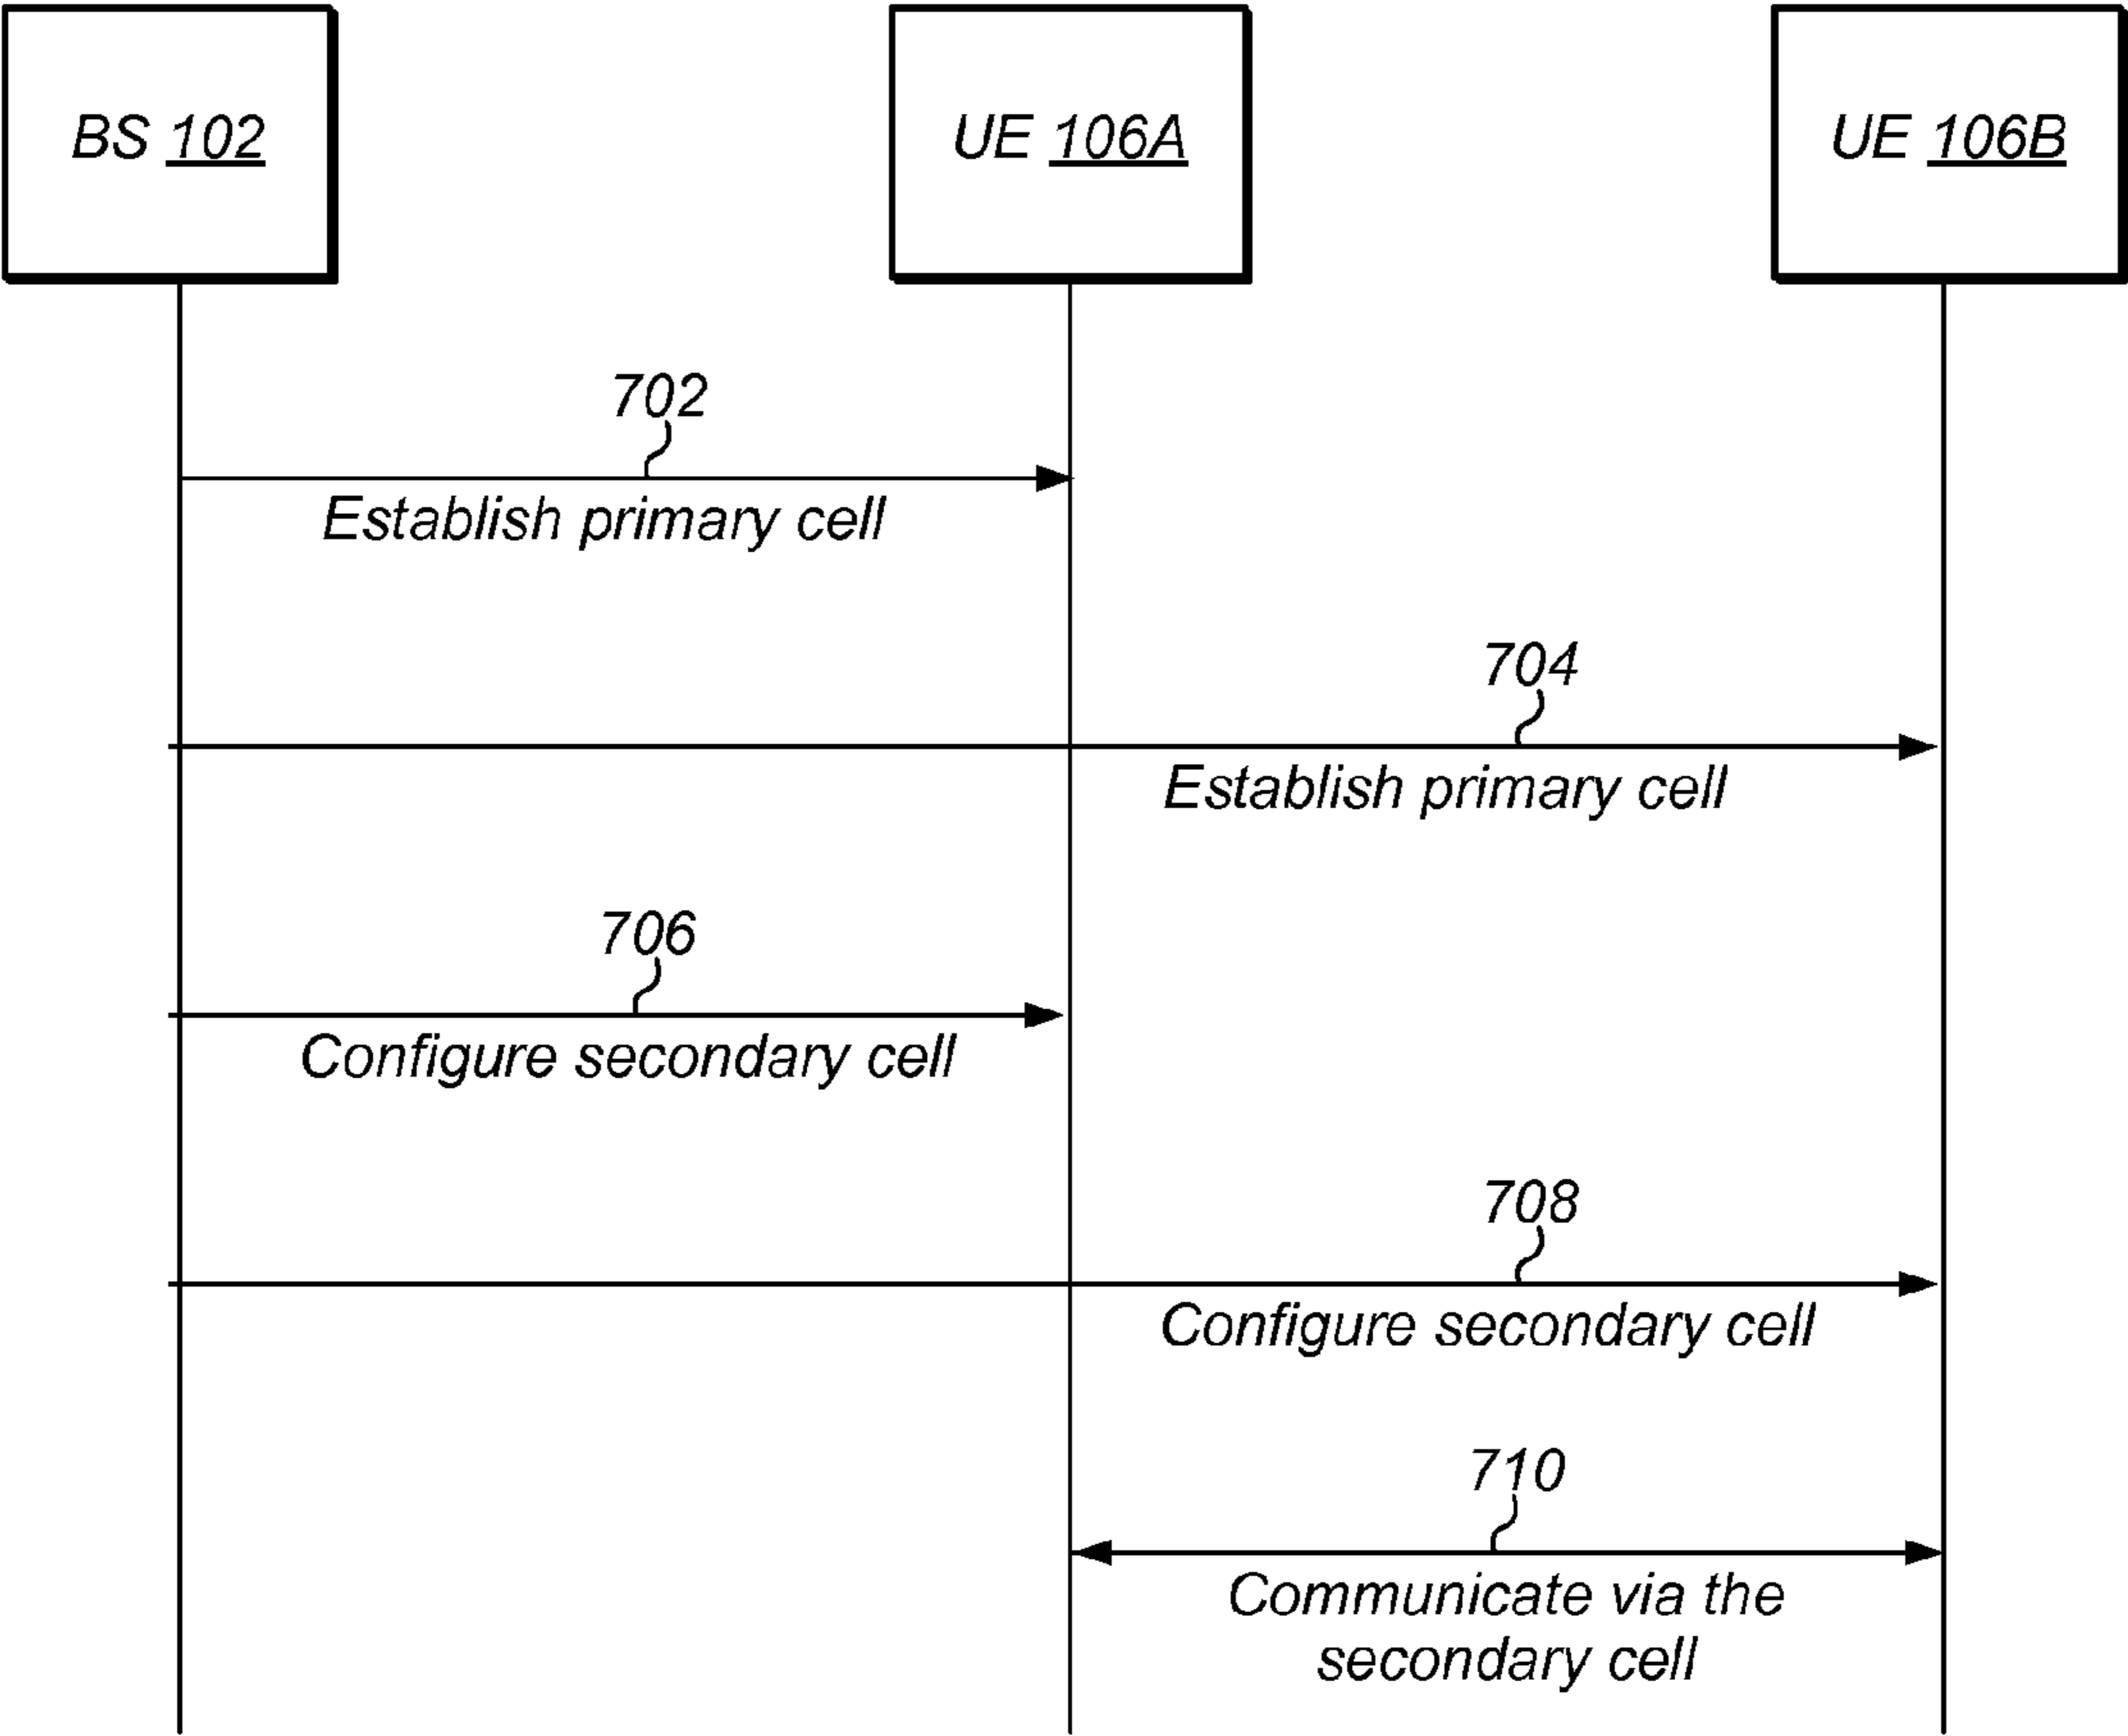 BS 102
UE 106A
UE 106B
702
Establish primary cell
704
Establish primary cell
706
Configure secondary cell
708
Configure secondary cell
710
Communicate via the
secondary cell